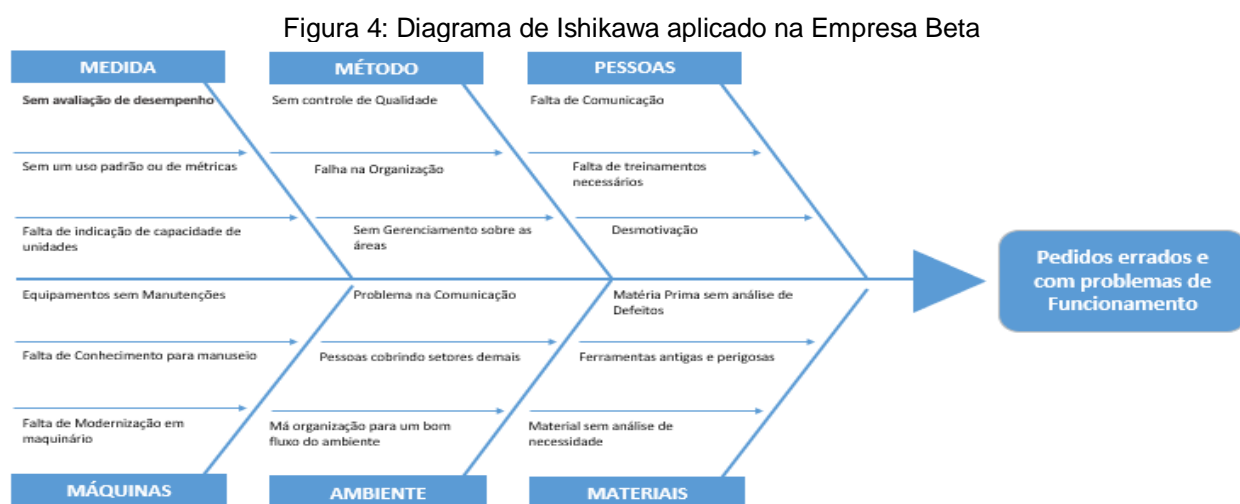 Figura 4: Diagrama de Ishikawa aplicado na Empresa Beta
MEDIDA
MÉTODO
PESSOAS
Sem avaliação de desempenho
Sem controle de Qualidade
Falta de Comunicação
Sem um uso padrão ou de métricas
Falha na Organização
Falta de treinamentos
necessários
Falta de indicação de capacidade de
unidades
Sem Gerenciamento sobre as
áreas
Desmotivação
Pedidos errados e
com problemas de
Funcionamento
Equipamentos sem Manutenções
Problema na Comunicação
Matéria Prima sem análise de
Defeitos
Falta de Conhecimento para manuseio
Pessoas cobrindo setores demais
Ferramentas antigas e perigosas
Falta de Modernização em
maquinário
Má organização para um bom
fluxo do ambiente
Material sem análise de
necessidade
MÁQUINAS
AMBIENTE
MATERIAIS